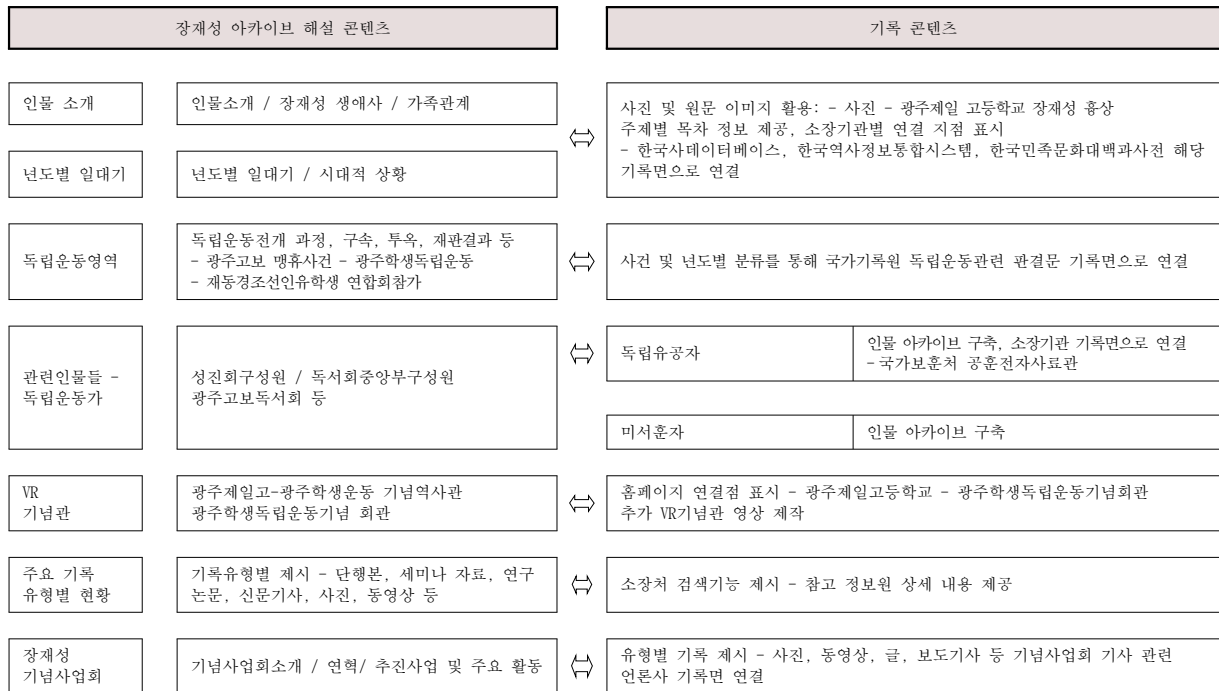 장재성 아카이브 해설 콘텐츠
기록 콘텐츠
인물 소개
인물소개 / 장재성 생애사 / 가족관계
년도별 일대기
년도별 일대기 / 시대적 상황
사진 및 원문 이미지 활용: - 사진 - 광주제일 고등학교 장재성 흉상
주제별 목차 정보 제공, 소장기관별 연결 지점 표시
- 한국사데이터베이스, 한국역사정보통합시스템, 한국민족문화대백과사전 해당
기록면으로 연결
독립운동영역
독립운동전개 과정, 구속, 투옥, 재판결과 등
- 광주고보 맹휴사건 - 광주학생독립운동
- 재동경조선인유학생 연합회참가
사건 및 년도별 분류를 통해 국가기록원 독립운동관련 판결문 기록면으로 연결
관련인물들 -
독립운동가
성진회구성원 / 독서회중앙부구성원
광주고보독서회 등
독립유공자
인물 아카이브 구축, 소장기관 기록면으로 연결
- 국가보훈처 공훈전자사료관
미서훈자
인물 아카이브 구축
VR
기념관
광주제일고-광주학생운동 기념역사관
광주학생독립운동기념 회관
홈페이지 연결점 표시 - 광주제일고등학교 - 광주학생독립운동기념회관
추가 VR기념관 영상 제작
주요 기록
유형별 현황
기록유형별 제시 - 단행본, 세미나 자료, 연구
논문, 신문기사, 사진, 동영상 등
소장처 검색기능 제시 - 참고 정보원 상세 내용 제공
장재성
기념사업회
기념사업회소개 / 연혁/ 추진사업 및 주요 활동
유형별 기록 제시 - 사진, 동영상, 글, 보도기사 등 기념사업회 기사 관련
언론사 기록면 연결